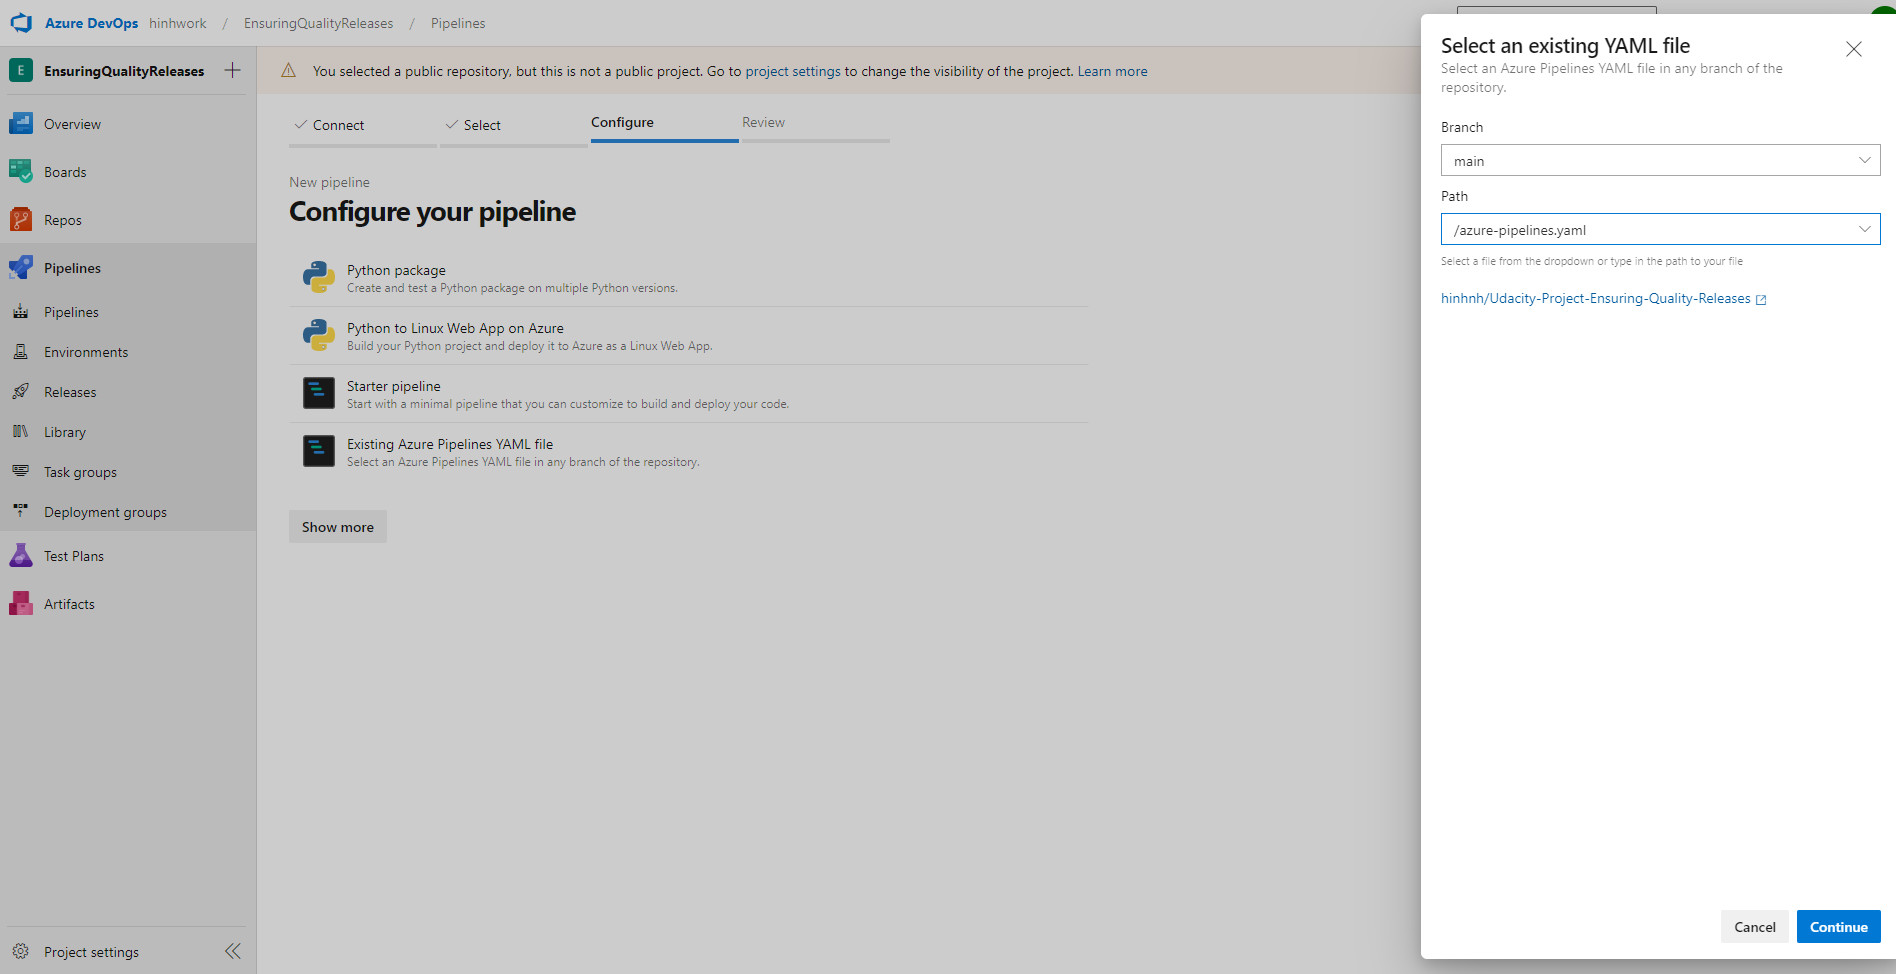 Azure DevOps hinhwork / EnsuringQualityReleases / Pipelines
E EnsuringQualityReleases
Overview
Boards
Repos
Pipelines
Pipelines
Environments
Releases
Library
Task groups
Deployment groups
Test Plans
Artifacts
Project settings
You selected a public repository, but this is not a public project. Go to project settings to change the visibility of the project. Learn more
Connect
Select
Configure
Review
New pipeline
Configure your pipeline
Python package
Create and test a Python package on multiple Python versions.
Python to Linux Web App on Azure
Build your Python project and deploy it to Azure as a Linux Web App.
Starter pipeline
Start with a minimal pipeline that you can customize to build and deploy your code.
Existing Azure Pipelines YAML file
Select an Azure Pipelines YAML file in any branch of the repository.
Show more
Select an existing YAML file
Select an Azure Pipelines YAML file in any branch of the
repository.
Branch
main
Path
/azure-pipelines.yaml
Select a file from the dropdown or type in the path to your file
hinhnh/Udacity-Project-Ensuring-Quality-Releases
Cancel
Continue